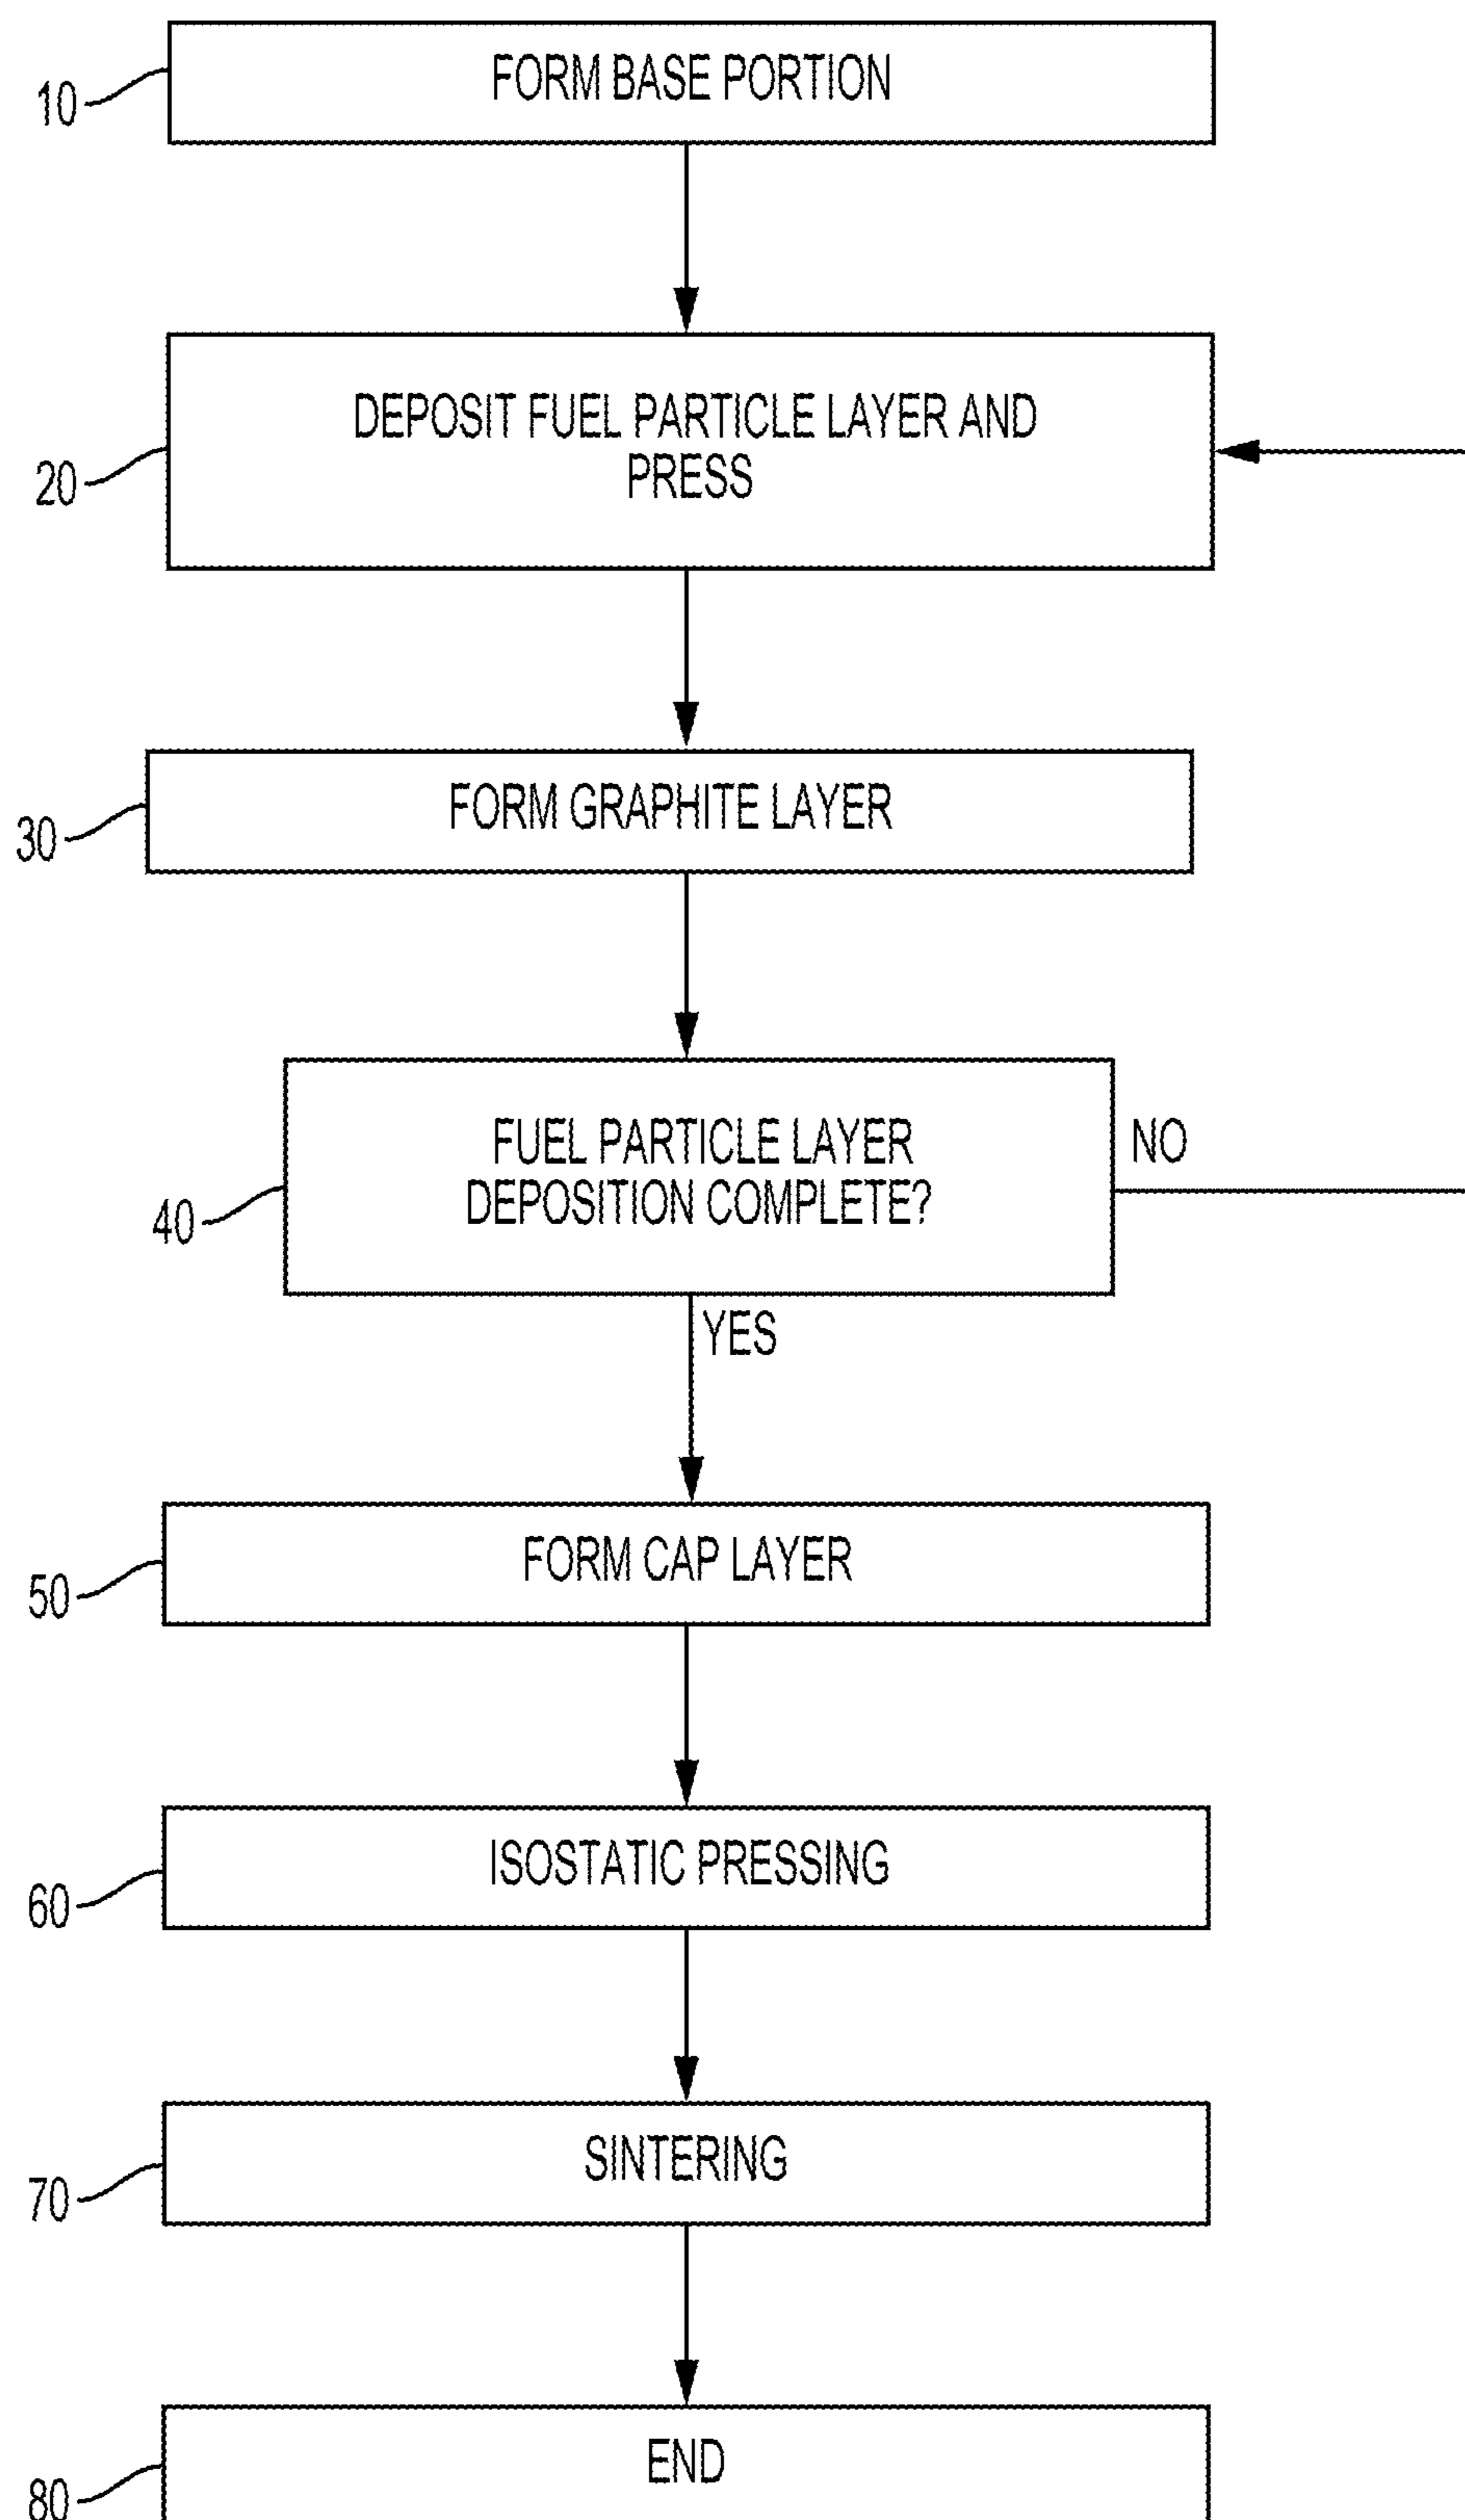 10
FORM BASE PORTION
20
DEPOSIT FUEL PARTICLE LAYER AND
PRESS
30
FORM GRAPHITE LAYER
40
FUEL PARTICLE LAYER
DEPOSITION COMPLETE?
NO
YES
50
FORM CAP LAYER
60
ISOSTATIC PRESSING
70
SINTERING
80
END